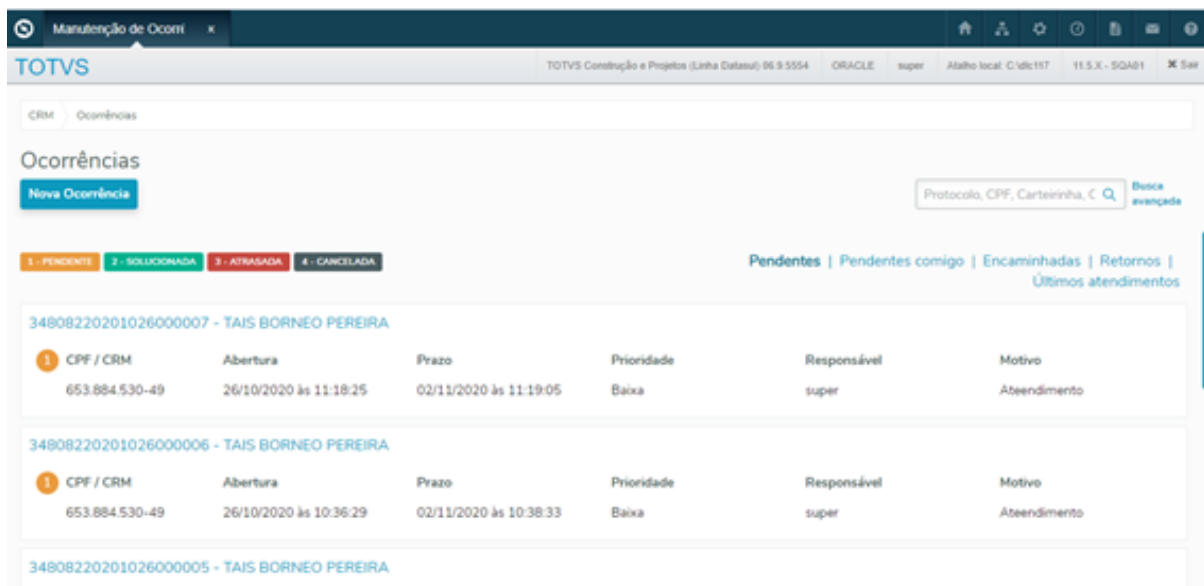 Manutenção de Ocorrí ×
TOTVS
TOTVS Construção e Projetos (Linha Datasul) 06.9.5554 ORACLE super Atalho local: C:\dlc117 11.5.X - SQA01 ✖ Sair
CRM Ocorrências
Ocorrências
Nova Ocorrência
Protocolo, CPF, Carteirinha, C
Busca
avançada
1 - PENDENTE 2 - SOLUCIONADA 3 - ATRASADA 4 - CANCELADA
Pendentes | Pendentes comigo | Encaminhadas | Retornos |
Últimos atendimentos
34808220201026000007 - TAIS BORNEO PEREIRA
1 CPF / CRM Abertura Prazo Prioridade Responsável Motivo
653.884.530-49 26/10/2020 às 11:18:25 02/11/2020 às 11:19:05 Baixa super Ateendimento
34808220201026000006 - TAIS BORNEO PEREIRA
1 CPF / CRM Abertura Prazo Prioridade Responsável Motivo
653.884.530-49 26/10/2020 às 10:36:29 02/11/2020 às 10:38:33 Baixa super Ateendimento
34808220201026000005 - TAIS BORNEO PEREIRA